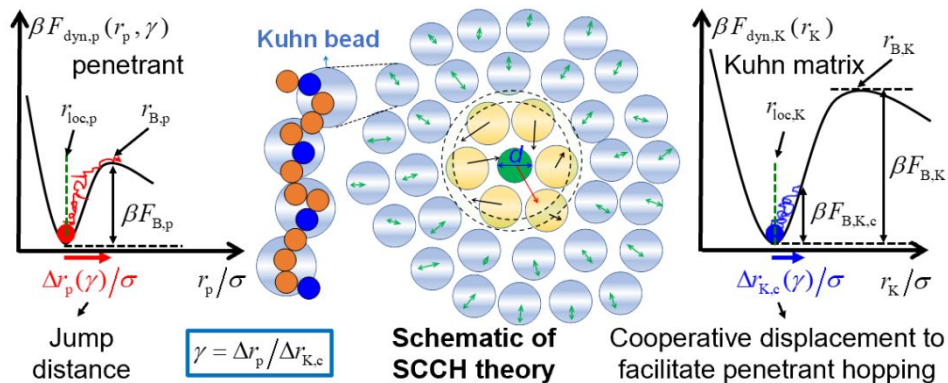 βF_dyn,p (r_p, γ)
penetrant
r_loc,p
r_B,p
βF_B,p
Δr_p(γ)/σ
r_p/σ
Jump
distance
Kuhn bead
γ = Δr_p/Δr_K,c
d
Schematic of
SCCH theory
βF_dyn,K (r_K)
Kuhn matrix
r_B,K
r_loc,K
βF_B,K
βF_B,K,c
Δr_K,c(γ)/σ
r_K/σ
Cooperative displacement to
facilitate penetrant hopping